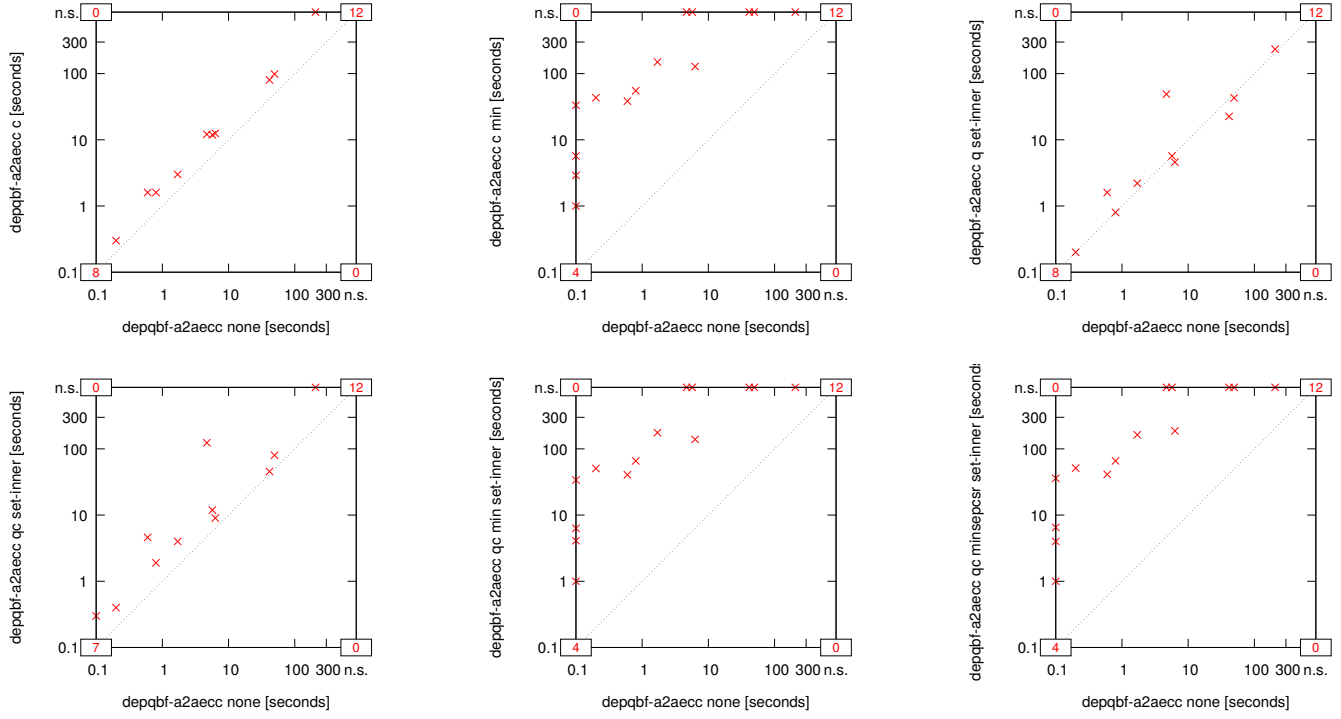 n.s. 0 12
300
100
10
1
0.1
8 0
0.1 1 10 100 300 n.s.
depqbf-a2aecc c [seconds]
depqbf-a2aecc none [seconds]
n.s. 0 12
300
100
10
1
0.1
4 0
0.1 1 10 100 300 n.s.
depqbf-a2aecc c min [seconds]
depqbf-a2aecc none [seconds]
n.s. 0 12
300
100
10
1
0.1
8 0
0.1 1 10 100 300 n.s.
depqbf-a2aecc q set-inner [seconds]
depqbf-a2aecc none [seconds]
n.s. 0 12
300
100
10
1
0.1
7 0
0.1 1 10 100 300 n.s.
depqbf-a2aecc qc set-inner [seconds]
depqbf-a2aecc none [seconds]
n.s. 0 12
300
100
10
1
0.1
4 0
0.1 1 10 100 300 n.s.
depqbf-a2aecc qc min set-inner [seconds]
depqbf-a2aecc none [seconds]
n.s. 0 12
300
100
10
1
0.1
4 0
0.1 1 10 100 300 n.s.
depqbf-a2aecc qc minsepcsr set-inner [second
depqbf-a2aecc none [seconds]